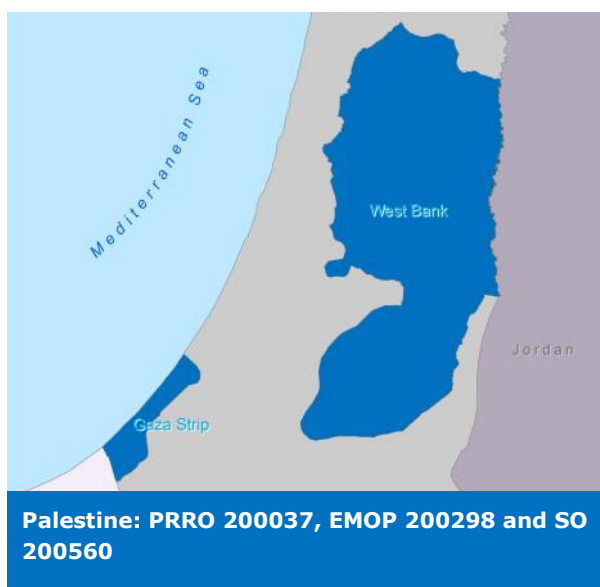 Mediterranean Sea
West Bank
Jordan
Gaza Strip
Palestine: PRRO 200037, EMOP 200298 and SO
200560